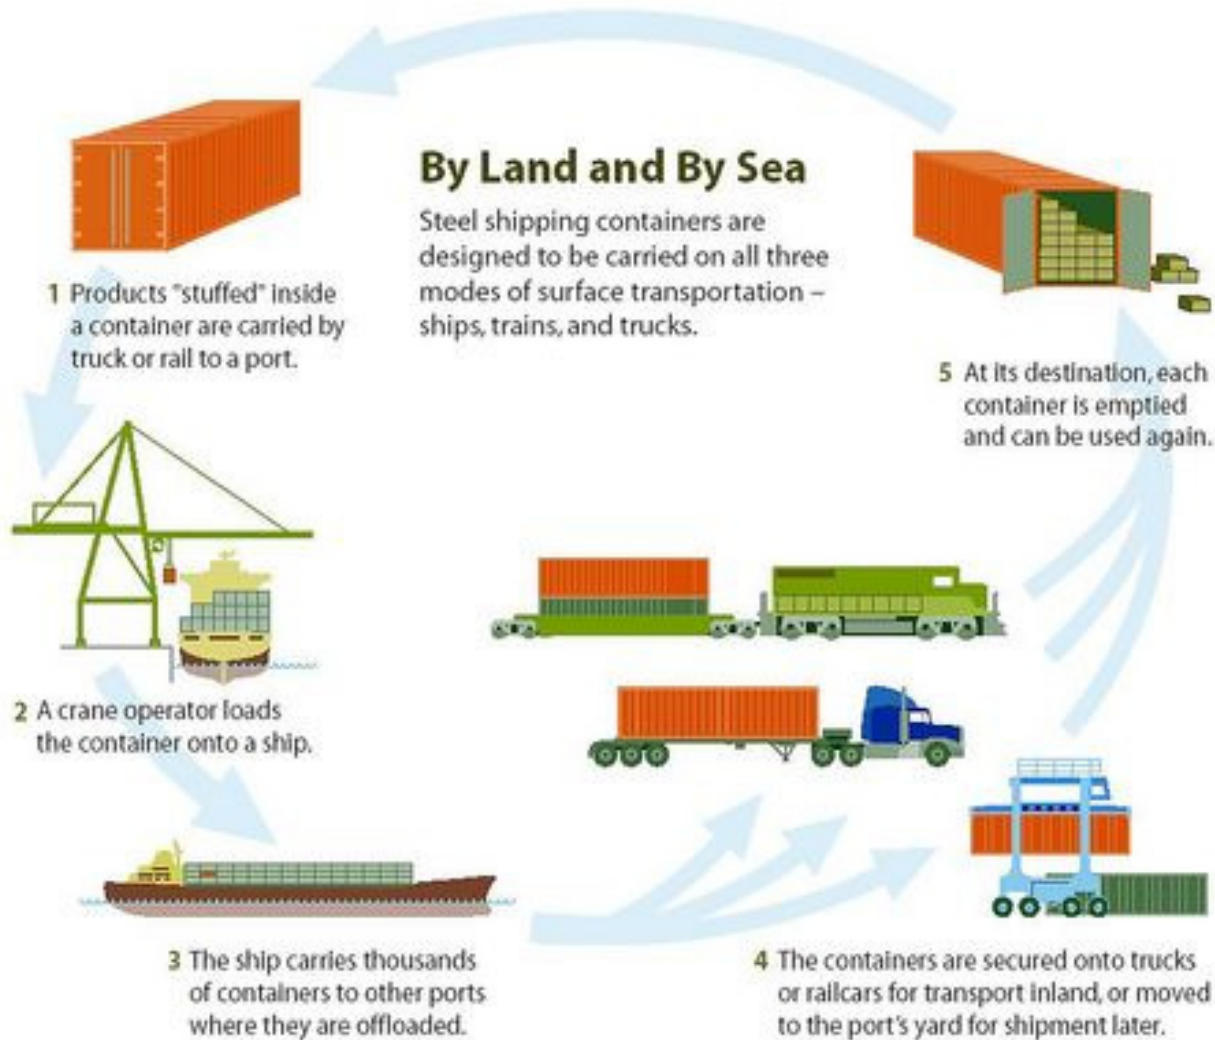 By Land and By Sea
Steel shipping containers are
designed to be carried on all three
modes of surface transportation –
ships, trains, and trucks.
1 Products "stuffed" inside
a container are carried by
truck or rail to a port.
2 A crane operator loads
the container onto a ship.
3 The ship carries thousands
of containers to other ports
where they are offloaded.
4 The containers are secured onto trucks
or railcars for transport inland, or moved
to the port's yard for shipment later.
5 At its destination, each
container is emptied
and can be used again.